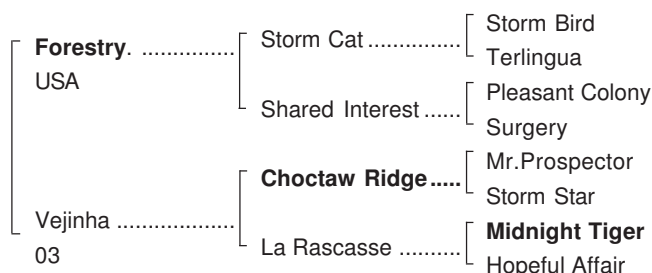 Forestry. ...............
USA
Storm Cat ...............
Storm Bird
Terlingua
Shared Interest ......
Pleasant Colony
Surgery
Vejinha ...................
03
Choctaw Ridge.....
Mr.Prospector
Storm Star
La Rascasse ..........
Midnight Tiger
Hopeful Affair